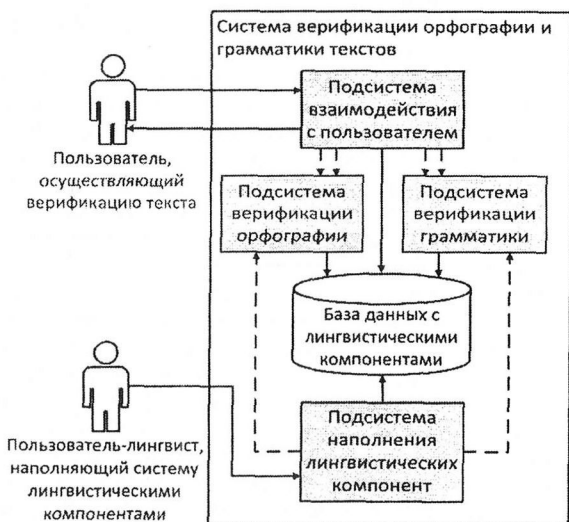 Система верификации орфографии и
грамматики текстов
Подсистема
взаимодействия
с пользователем
Пользователь,
осуществляющий
верификацию текста
Подсистема
верификации
орфографии
Подсистема
верификации
грамматики
База данных с
лингвистическими
компонентами
Пользователь-лингвист,
наполняющий систему
лингвистическими
компонентами
Подсистема
наполнения
лингвистических
компонент